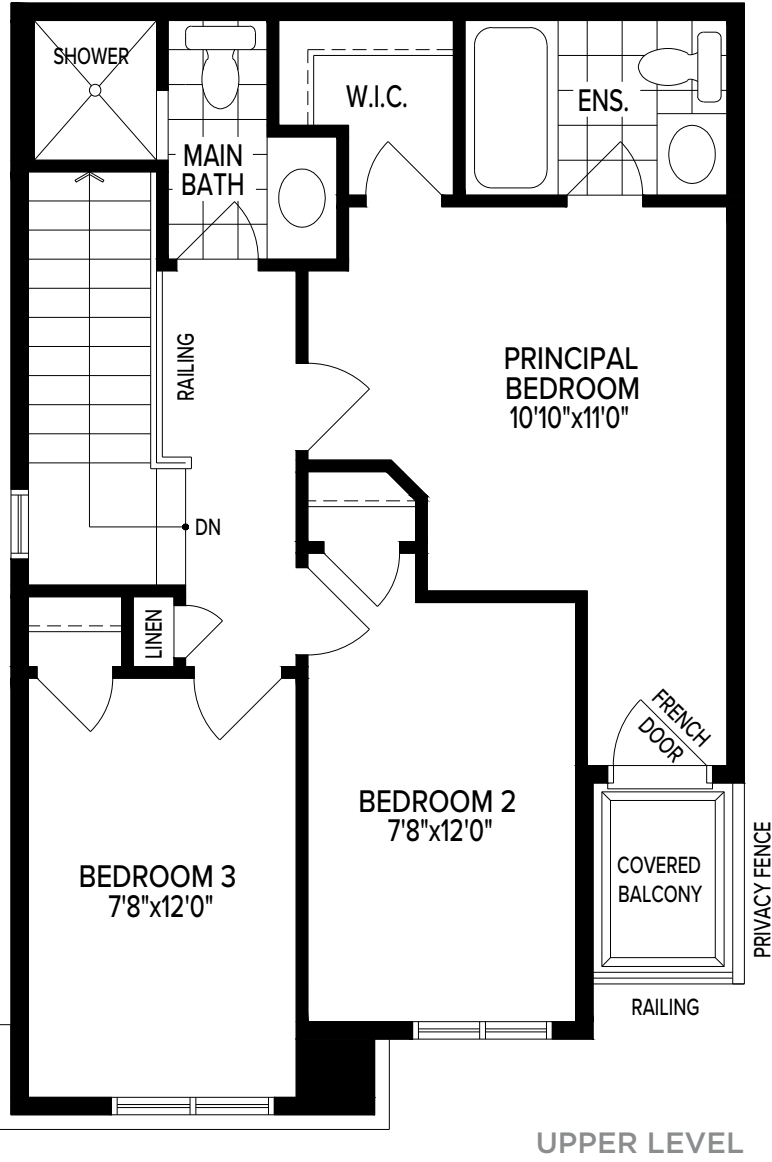 SHOWER
MAIN
BATH
W.I.C.
ENS.
RAILING
PRINCIPAL
BEDROOM
10'10"x11'0"
DN
LINEN
FRENCH
DOOR
BEDROOM 2
7'8"x12'0"
BEDROOM 3
7'8"x12'0"
COVERED
BALCONY
PRIVACY FENCE
RAILING
UPPER LEVEL